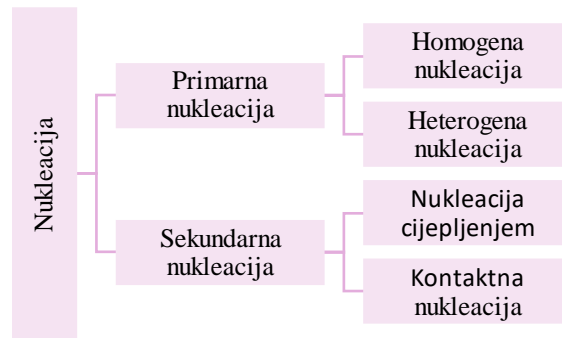 Nukleacija
Primarna
nukleacija
Homogena
nukleacija
Heterogena
nukleacija
Sekundarna
nukleacija
Nukleacija
cijepljenjem
Kontaktna
nukleacija